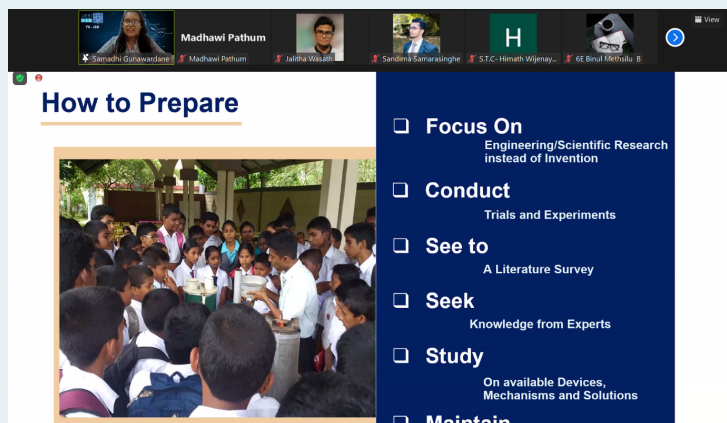 View
Madhawi Pathum
H
Samadhi Gunawardane
Madhawi Pathum
Jalitha Wasath
Sandima Samarasinghe
S.T.C- Himath Wijenay...
6E Binul Methsilu B
How to Prepare
Focus On
Engineering/Scientific Research
instead of Invention
Conduct
Trials and Experiments
See to
A Literature Survey
Seek
Knowledge from Experts
Study
On available Devices,
Mechanisms and Solutions
Maintain